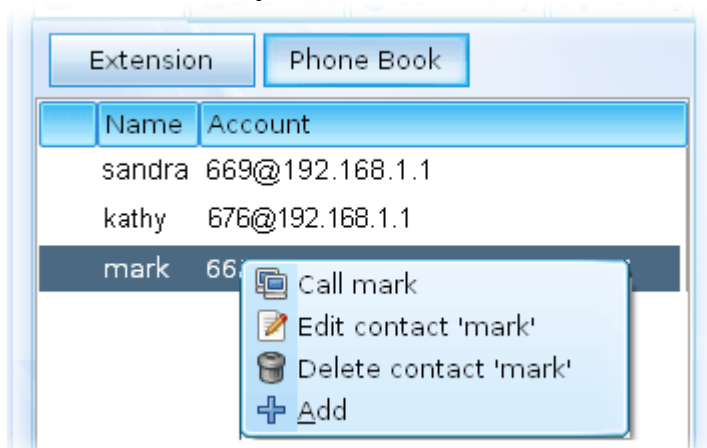 Extension Phone Book
Name Account
sandra 669@192.168.1.1
kathy 676@192.168.1.1
mark
Call mark
Edit contact 'mark'
Delete contact 'mark'
Add